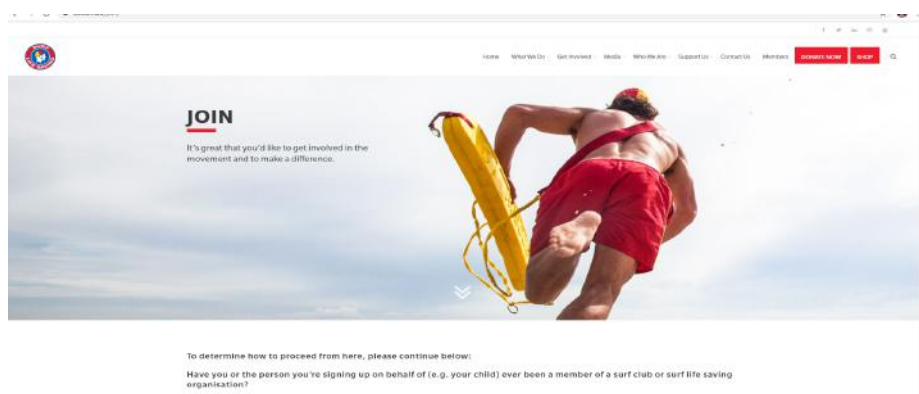 Home What We Do Get Involved Media Who We Are Support Us Contact Us Members DONATE NOW SHOP
JOIN
It's great that you'd like to get involved in the
movement and to make a difference.
To determine how to proceed from here, please continue below:
Have you or the person you're signing up on behalf of (e.g. your child) ever been a member of a surf club or surf life saving
organisation?